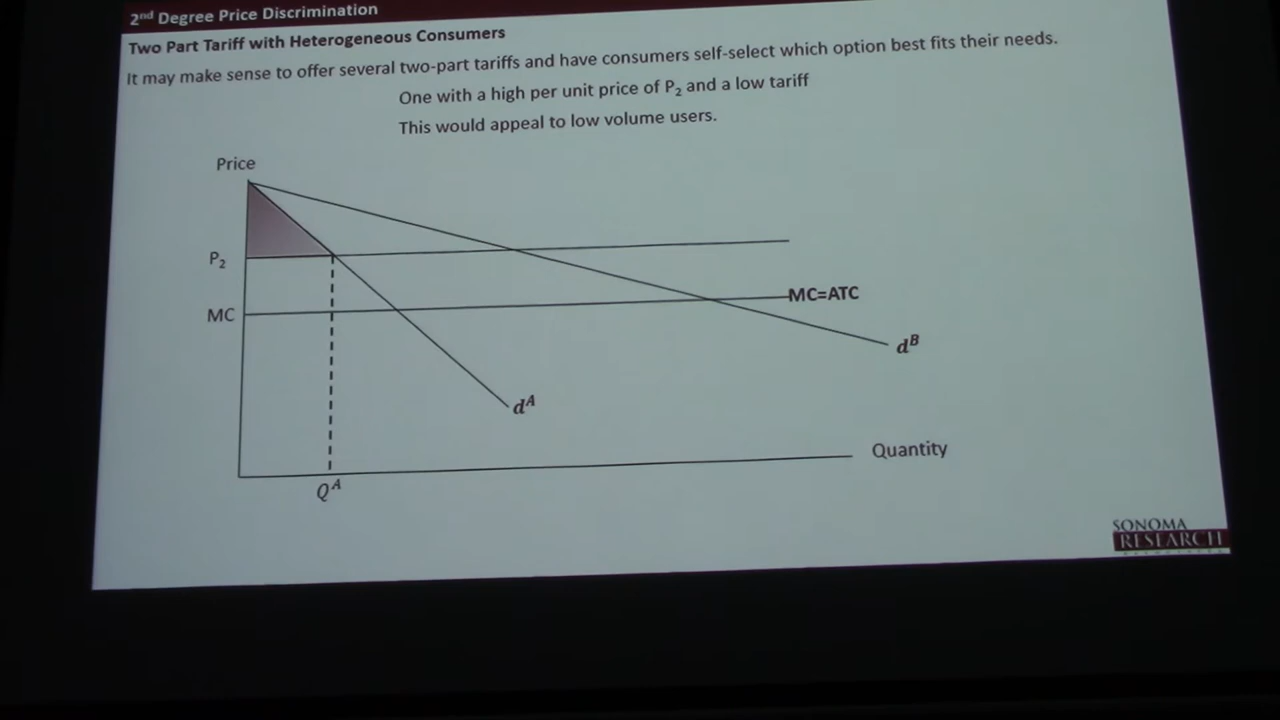 2nd Degree Price Discrimination
Two Part Tariff with Heterogeneous Consumers
It may make sense to offer several two-part tariffs and have consumers self-select which option best fits their needs.
One with a high per unit price of P2 and a low tariff
This would appeal to low volume users.
Price
P2
MC
MC=ATC
dB
dA
Quantity
QA
SONOMA
RESEARCH